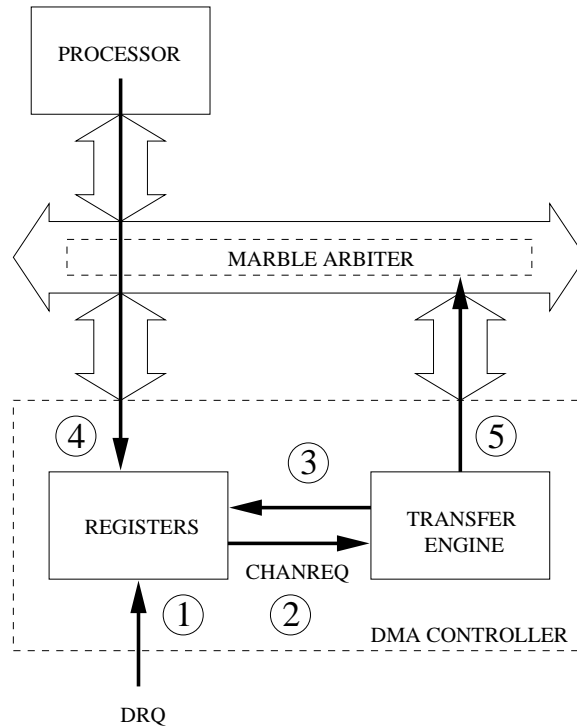 PROCESSOR
MARBLE ARBITER
4
5
3
REGISTERS
TRANSFER
ENGINE
CHANREQ
1
2
DMA CONTROLLER
DRQ